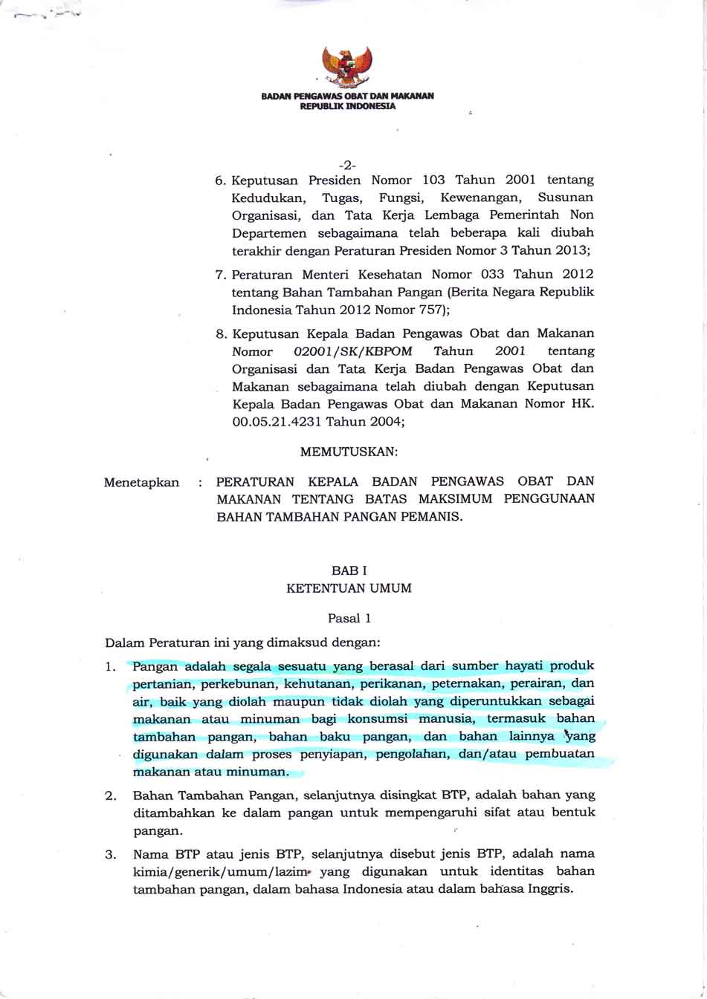 BADAN PENGAWAS OBAT DAN MAKANAN
REPUBLIK INDONESIA
-2-
6. Keputusan Presiden Nomor 103 Tahun 2001 tentang
Kedudukan, Tugas, Fungsi, Kewenangan, Susunan
Organisasi, dan Tata Kerja Lembaga Pemerintah Non
Departemen sebagaimana telah beberapa kali diubah
terakhir dengan Peraturan Presiden Nomor 3 Tahun 2013;
7. Peraturan Menteri Kesehatan Nomor 033 Tahun 2012
tentang Bahan Tambahan Pangan (Berita Negara Republik
Indonesia Tahun 2012 Nomor 757);
8. Keputusan Kepala Badan Pengawas Obat dan Makanan
Nomor 02001/SK/KBPOM Tahun 2001 tentang
Organisasi dan Tata Kerja Badan Pengawas Obat dan
Makanan sebagaimana telah diubah dengan Keputusan
Kepala Badan Pengawas Obat dan Makanan Nomor HK.
00.05.21.4231 Tahun 2004;
MEMUTUSKAN:
Menetapkan : PERATURAN KEPALA BADAN PENGAWAS OBAT DAN
MAKANAN TENTANG BATAS MAKSIMUM PENGGUNAAN
BAHAN TAMBAHAN PANGAN PEMANIS.
BAB I
KETENTUAN UMUM
Pasal 1
Dalam Peraturan ini yang dimaksud dengan:
1. Pangan adalah segala sesuatu yang berasal dari sumber hayati produk
pertanian, perkebunan, kehutanan, perikanan, peternakan, perairan, dan
air, baik yang diolah maupun tidak diolah yang diperuntukkan sebagai
makanan atau minuman bagi konsumsi manusia, termasuk bahan
tambahan pangan, bahan baku pangan, dan bahan lainnya yang
digunakan dalam proses penyiapan, pengolahan, dan/atau pembuatan
makanan atau minuman.
2. Bahan Tambahan Pangan, selanjutnya disingkat BTP, adalah bahan yang
ditambahkan ke dalam pangan untuk mempengaruhi sifat atau bentuk
pangan.
3. Nama BTP atau jenis BTP, selanjutnya disebut jenis BTP, adalah nama
kimia/generik/umum/lazim yang digunakan untuk identitas bahan
tambahan pangan, dalam bahasa Indonesia atau dalam bahasa Inggris.